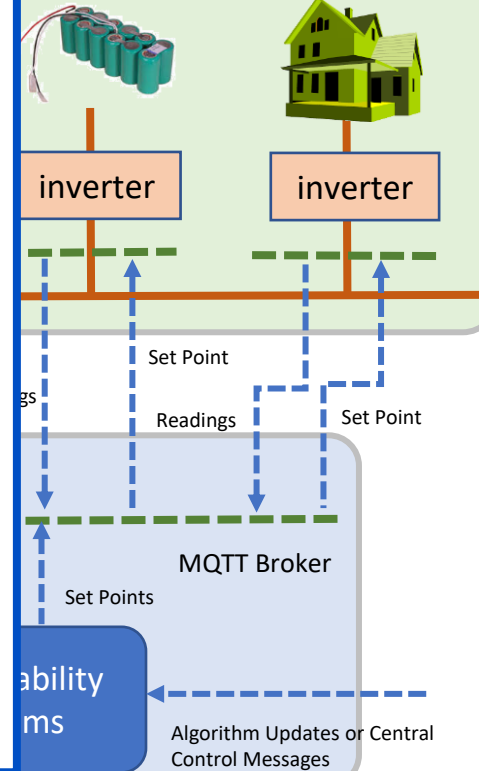 inverter
inverter
Set Point
gs
Readings
Set Point
MQTT Broker
Set Points
ability
ms
Algorithm Updates or Central
Control Messages